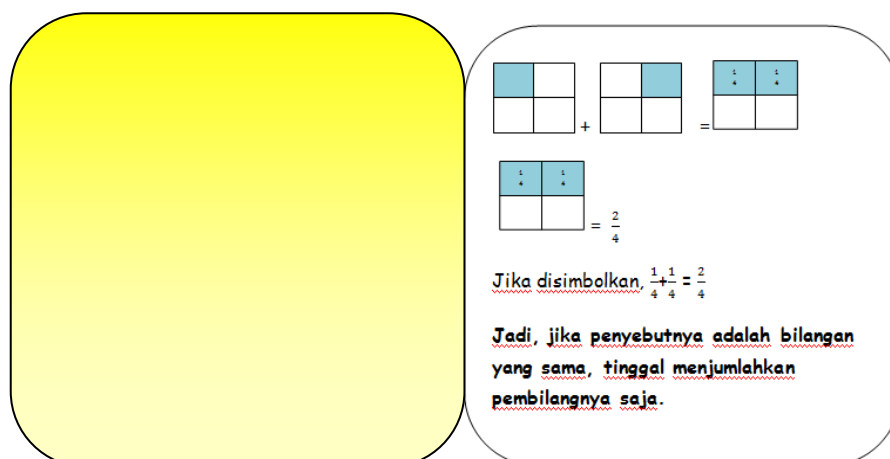 + = 1/4 1/4
1/4 1/4 = 2/4
Jika disimbolkan, 1/4+1/4 = 2/4
Jadi, jika penyebutnya adalah bilangan
yang sama, tinggal menjumlahkan
pembilangnya saja.